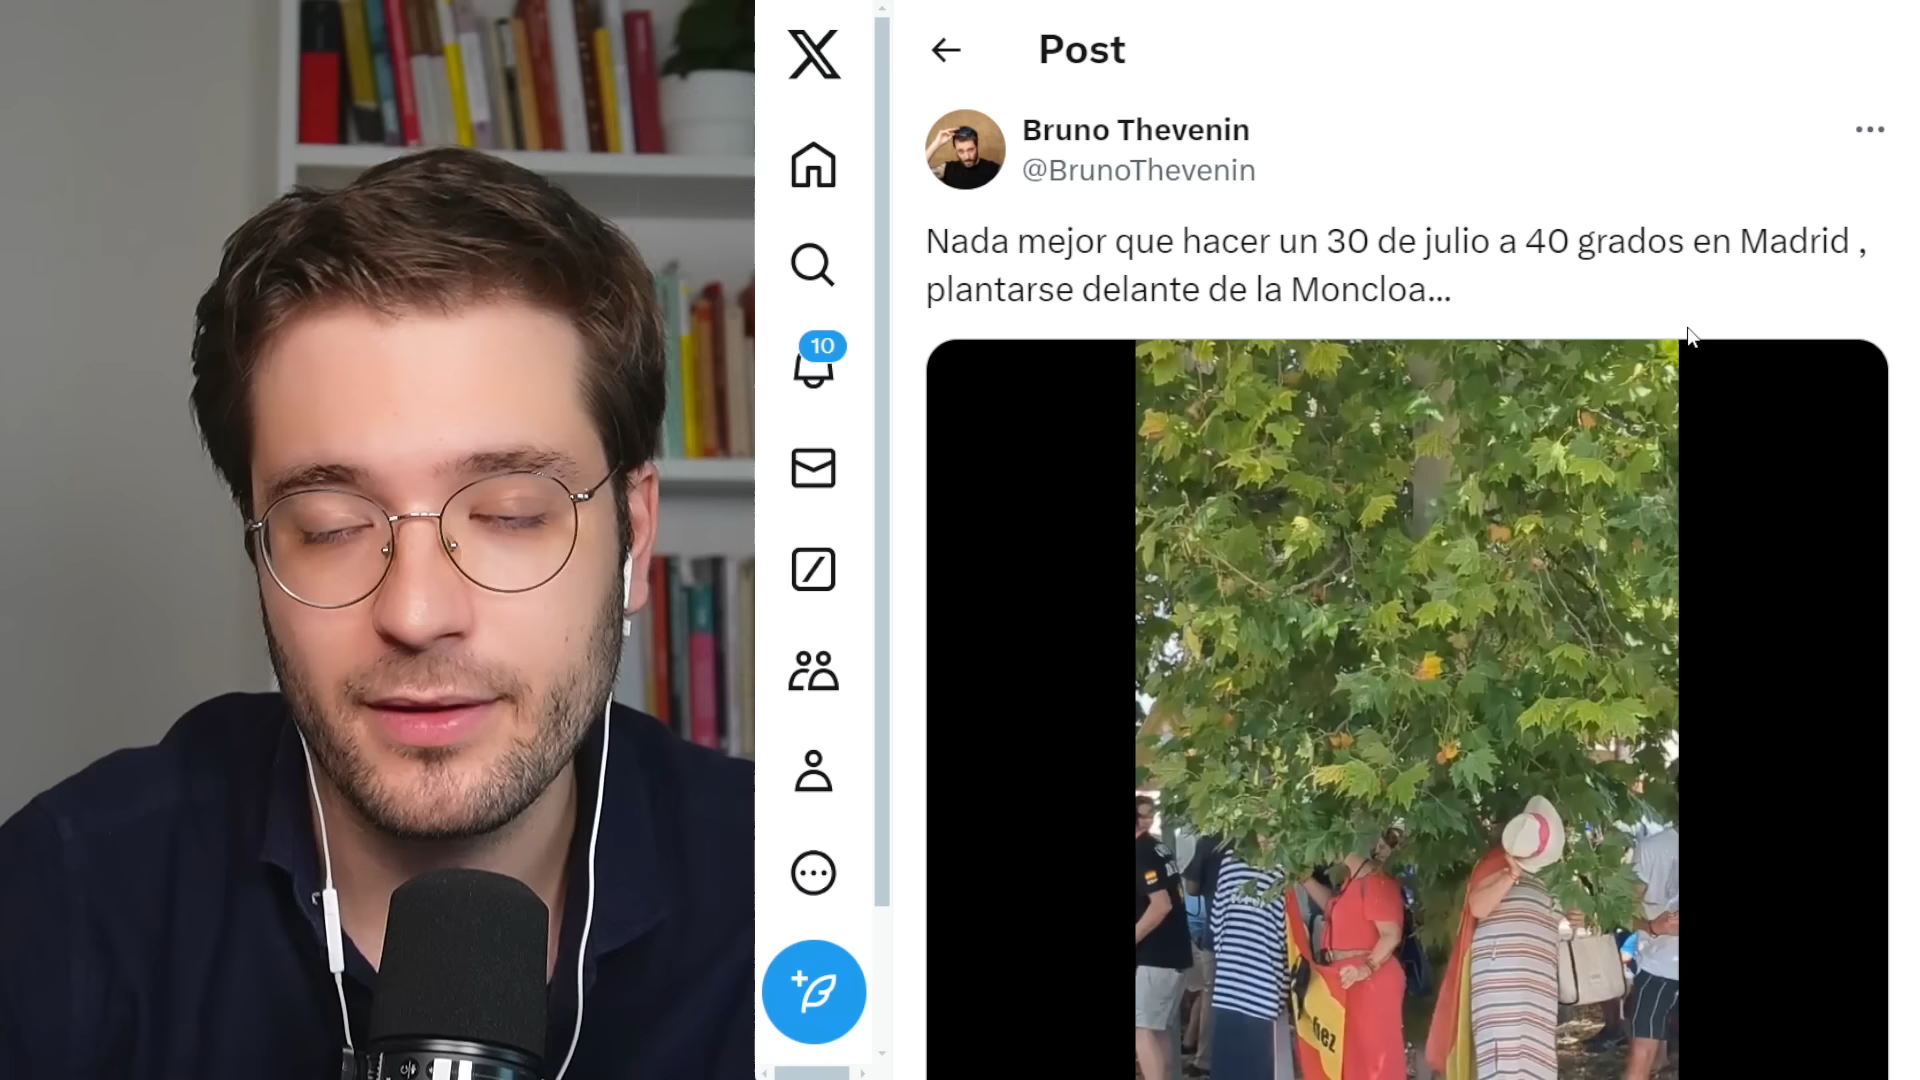 Post
Bruno Thevenin
@BrunoThevenin
Nada mejor que hacer un 30 de julio a 40 grados en Madrid ,
plantarse delante de la Moncloa...
10